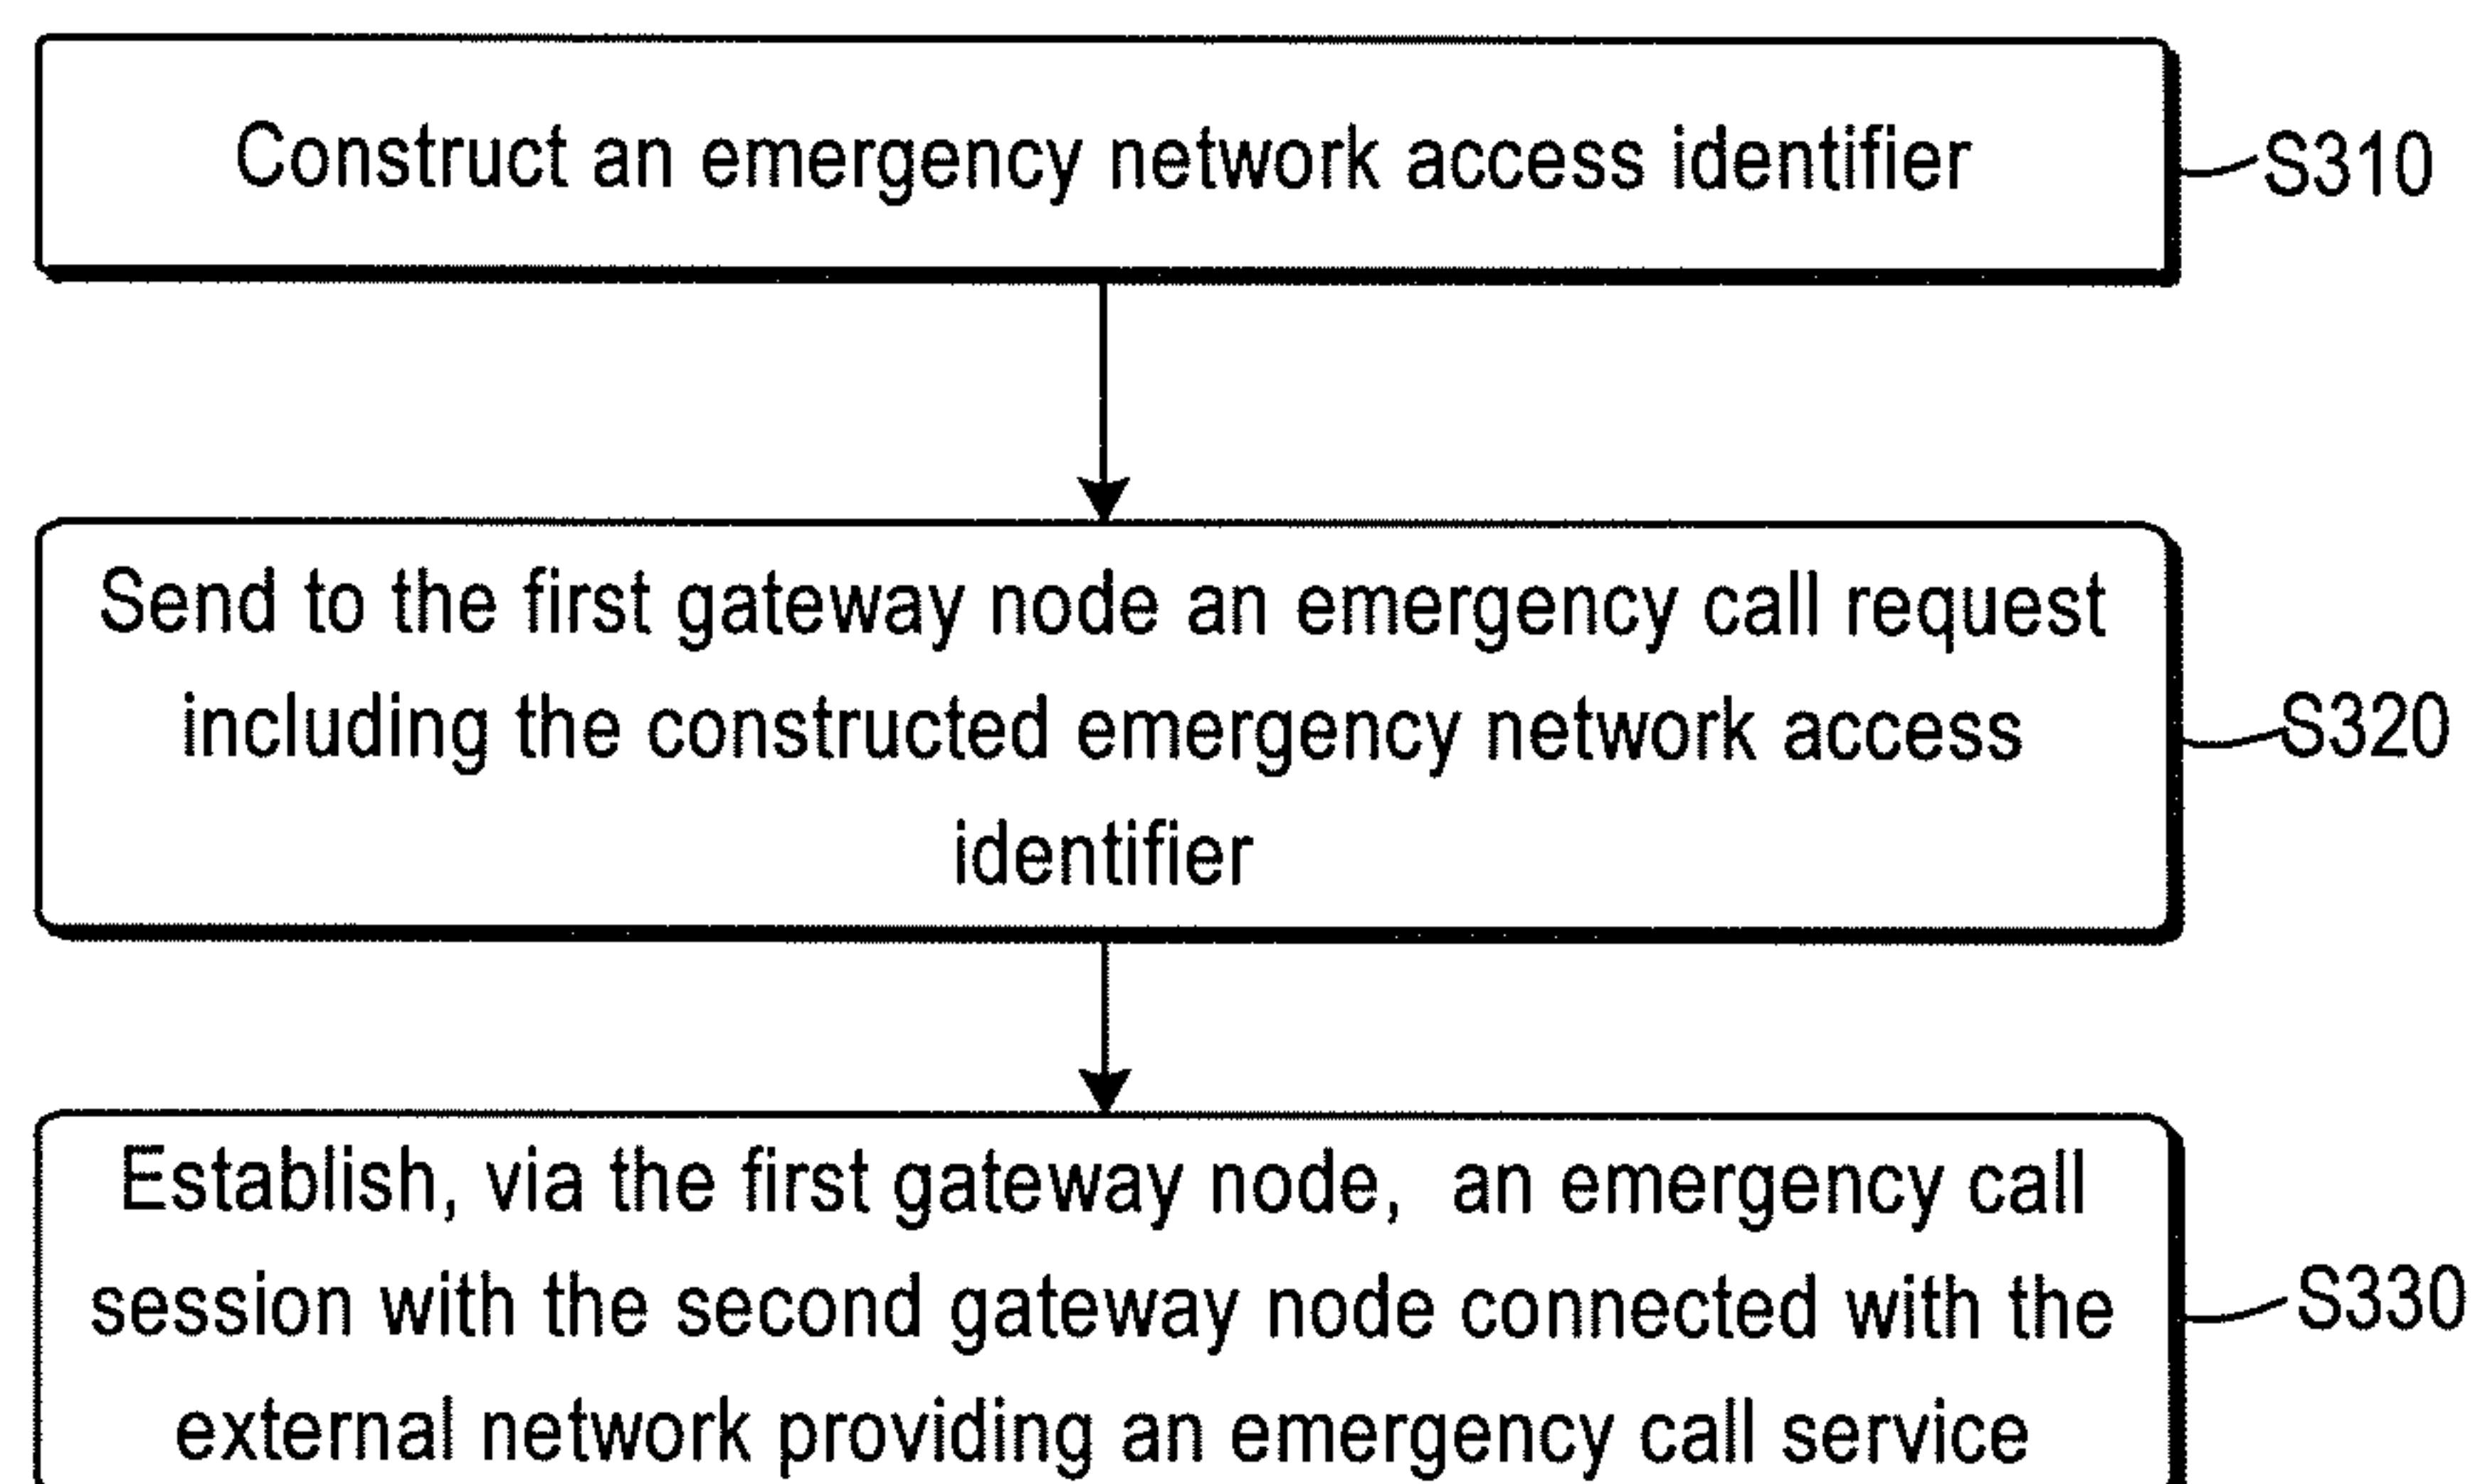 Construct an emergency network access identifier
S310
Send to the first gateway node an emergency call request
including the constructed emergency network access
identifier
S320
Establish, via the first gateway node, an emergency call
session with the second gateway node connected with the
external network providing an emergency call service
S330